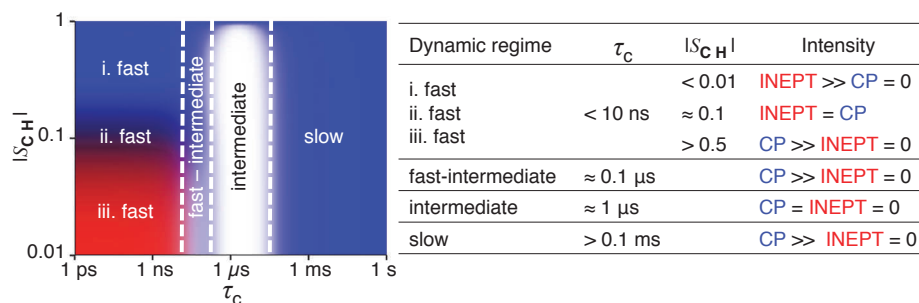 1
0.1
0.01
|S_CH|
i. fast
ii. fast
iii. fast
fast – intermediate
intermediate
slow
1 ps
1 ns
1 µs
1 ms
1 s
τ_c
Dynamic regime τ_c |S_CH| Intensity
i. fast < 0.01 INEPT >> CP = 0
ii. fast < 10 ns ≈ 0.1 INEPT = CP
iii. fast > 0.5 CP >> INEPT = 0
fast-intermediate ≈ 0.1 µs CP >> INEPT = 0
intermediate ≈ 1 µs CP = INEPT = 0
slow > 0.1 ms CP >> INEPT = 0